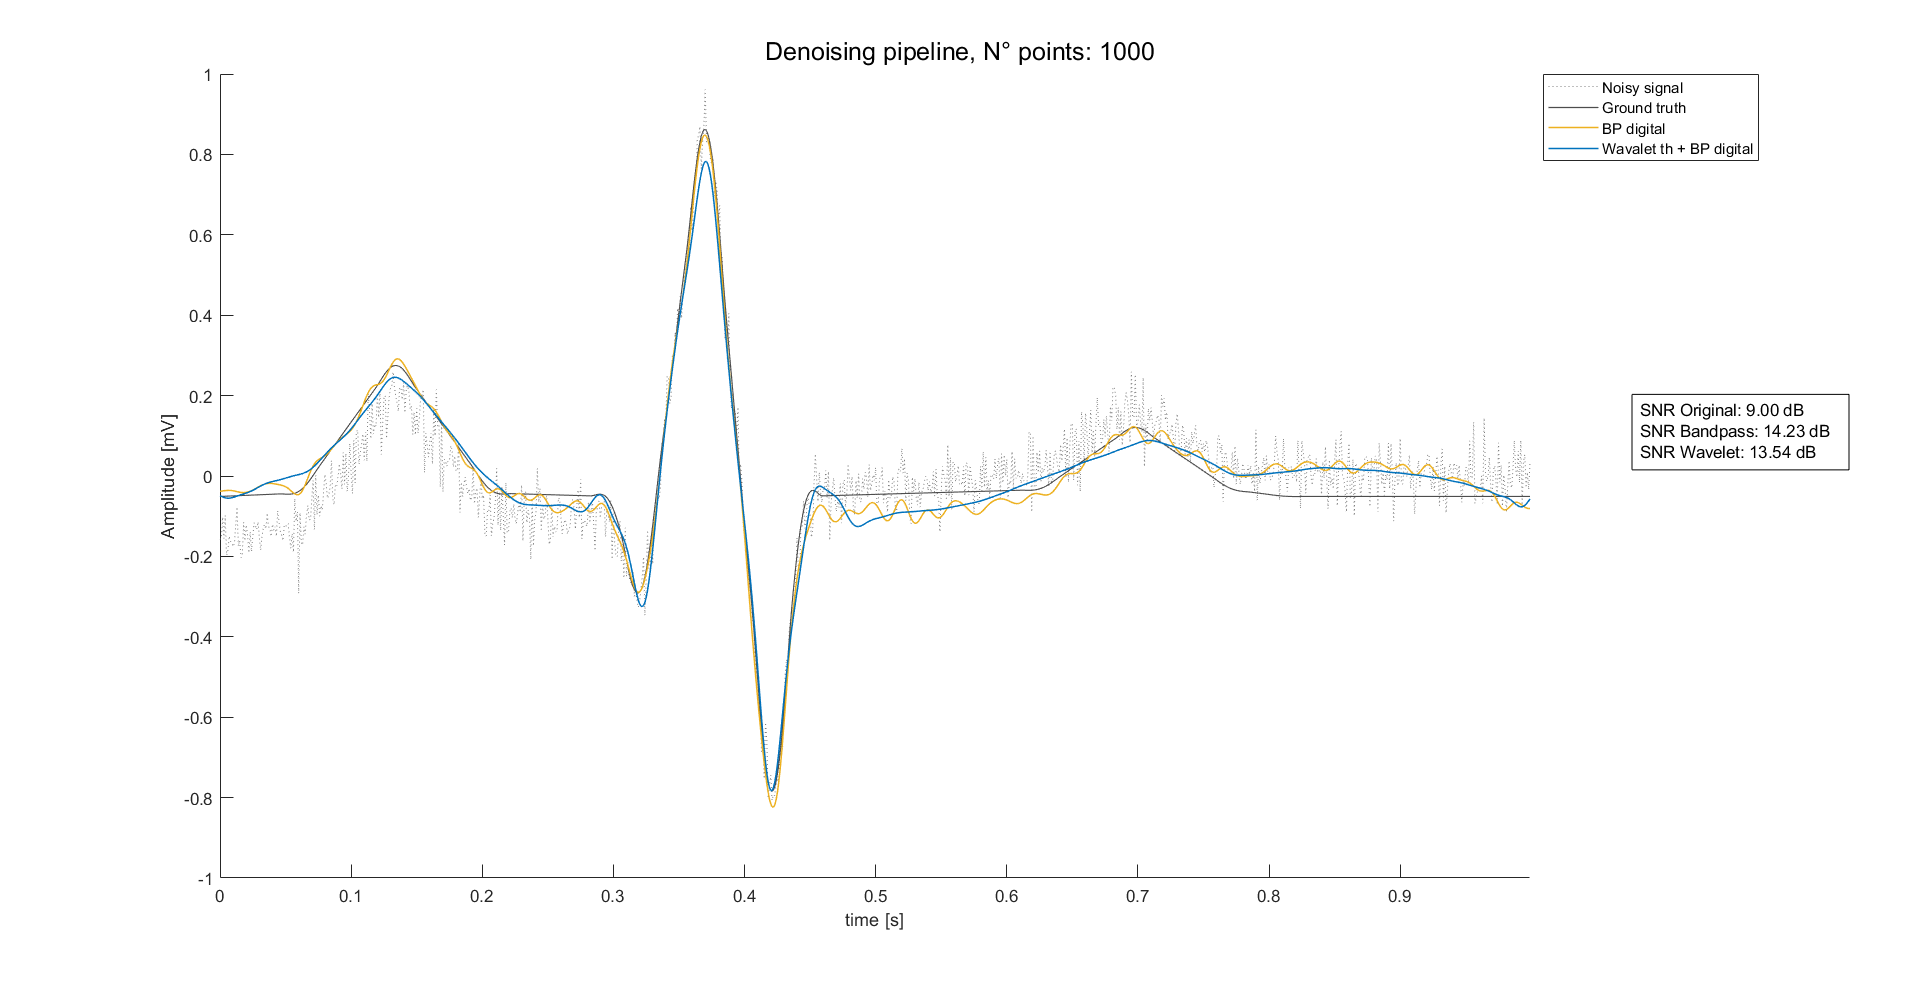 Denoising pipeline, N° points: 1000
Noisy signal
Ground truth
BP digital
Wavalet th + BP digital
SNR Original: 9.00 dB
SNR Bandpass: 14.23 dB
SNR Wavelet: 13.54 dB
Amplitude [mV]
1
0.8
0.6
0.4
0.2
0
-0.2
-0.4
-0.6
-0.8
-1
0 0.1 0.2 0.3 0.4 0.5 0.6 0.7 0.8 0.9
time [s]